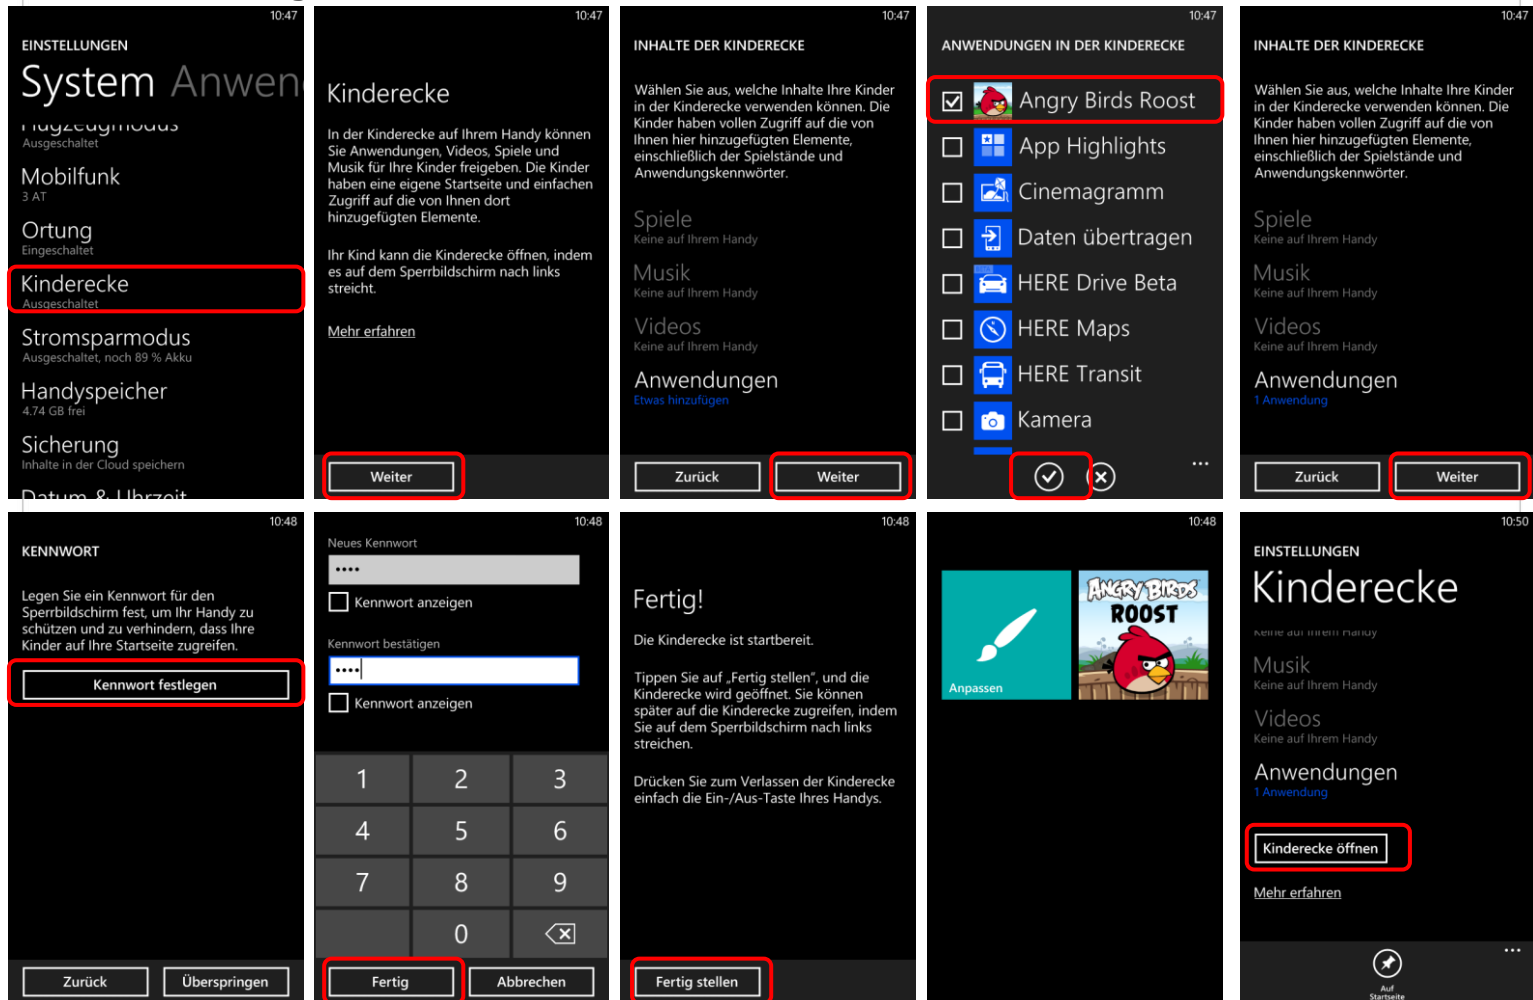 10:47
EINSTELLUNGEN
System Anwen
Flugzeugmodus
Ausgeschaltet
Mobilfunk
3 AT
Ortung
Eingeschaltet
Kinderecke
Ausgeschaltet
Stromsparmodus
Ausgeschaltet, noch 89 % Akku
Handyspeicher
4.74 GB frei
Sicherung
Inhalte in der Cloud speichern
Datum & Uhrzeit
10:47
Kinderecke
In der Kinderecke auf Ihrem Handy können
Sie Anwendungen, Videos, Spiele und
Musik für Ihre Kinder freigeben. Die Kinder
haben eine eigene Startseite und einfachen
Zugriff auf die von Ihnen dort
hinzugefügten Elemente.
Ihr Kind kann die Kinderecke öffnen, indem
es auf dem Sperrbildschirm nach links
streicht.
Mehr erfahren
Weiter
10:47
INHALTE DER KINDERECKE
Wählen Sie aus, welche Inhalte Ihre Kinder
in der Kinderecke verwenden können. Die
Kinder haben vollen Zugriff auf die von
Ihnen hier hinzugefügten Elemente,
einschließlich der Spielstände und
Anwendungskennwörter.
Spiele
Keine auf Ihrem Handy
Musik
Keine auf Ihrem Handy
Videos
Keine auf Ihrem Handy
Anwendungen
Etwas hinzufügen
Zurück Weiter
10:47
ANWENDUNGEN IN DER KINDERECKE
Angry Birds Roost
App Highlights
Cinemagramm
Daten übertragen
BETA
HERE Drive Beta
HERE Maps
HERE Transit
Kamera
...
10:47
INHALTE DER KINDERECKE
Wählen Sie aus, welche Inhalte Ihre Kinder
in der Kinderecke verwenden können. Die
Kinder haben vollen Zugriff auf die von
Ihnen hier hinzugefügten Elemente,
einschließlich der Spielstände und
Anwendungskennwörter.
Spiele
Keine auf Ihrem Handy
Musik
Keine auf Ihrem Handy
Videos
Keine auf Ihrem Handy
Anwendungen
1 Anwendung
Zurück Weiter
10:48
KENNWORT
Legen Sie ein Kennwort für den
Sperrbildschirm fest, um Ihr Handy zu
schützen und zu verhindern, dass Ihre
Kinder auf Ihre Startseite zugreifen.
Kennwort festlegen
Zurück Überspringen
10:48
Neues Kennwort
••••
Kennwort anzeigen
Kennwort bestätigen
••••
Kennwort anzeigen
1 2 3
4 5 6
7 8 9
0
Fertig Abbrechen
10:48
Fertig!
Die Kinderecke ist startbereit.
Tippen Sie auf „Fertig stellen“, und die
Kinderecke wird geöffnet. Sie können
später auf die Kinderecke zugreifen, indem
Sie auf dem Sperrbildschirm nach links
streichen.
Drücken Sie zum Verlassen der Kinderecke
einfach die Ein-/Aus-Taste Ihres Handys.
Fertig stellen
10:48
Anpassen
ANGRY BIRDS
ROOST
10:50
EINSTELLUNGEN
Kinderecke
Keine auf Ihrem Handy
Musik
Keine auf Ihrem Handy
Videos
Keine auf Ihrem Handy
Anwendungen
1 Anwendung
Kinderecke öffnen
Mehr erfahren
...
Auf
Startseite